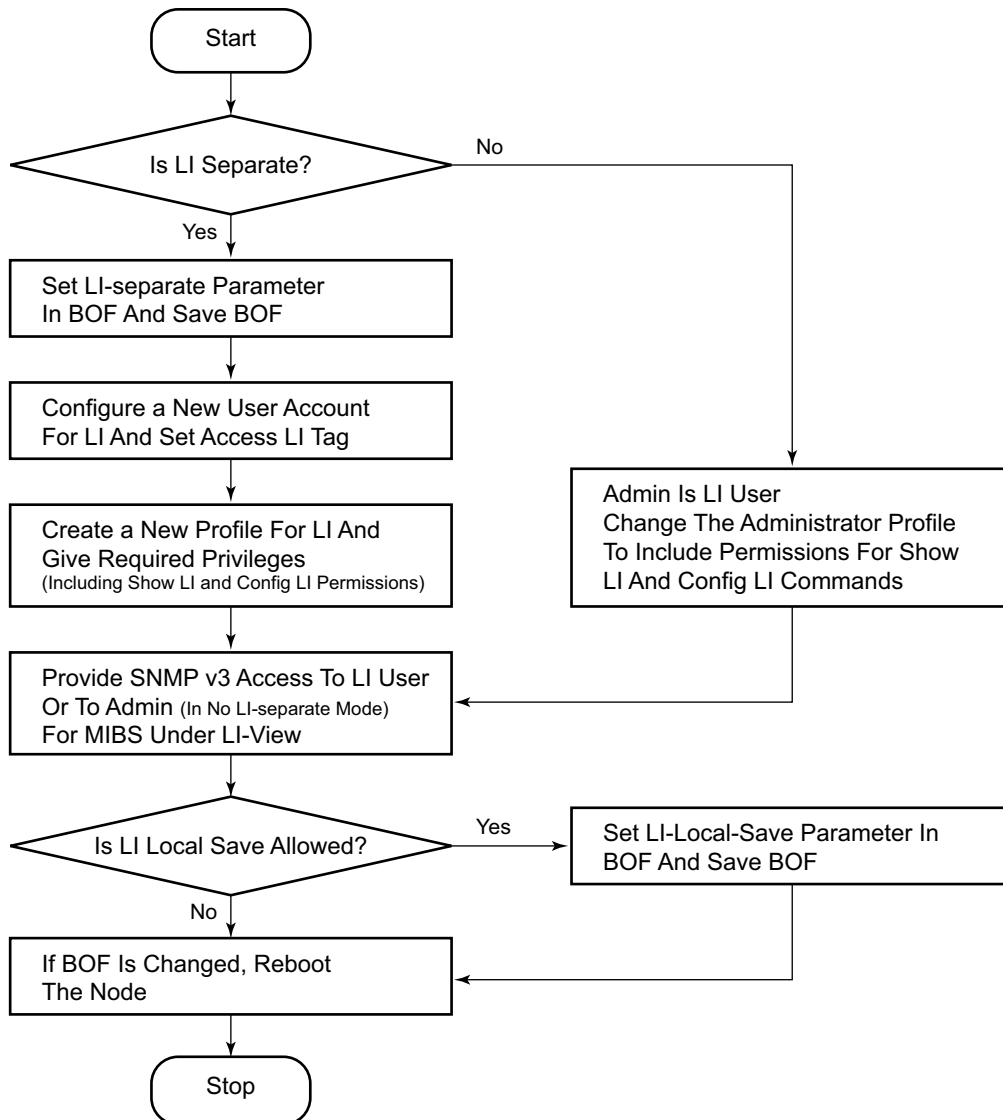 Start
Is LI Separate?
No
Yes
Set LI-separate Parameter
In BOF And Save BOF
Configure a New User Account
For LI And Set Access LI Tag
Create a New Profile For LI And
Give Required Privileges
(Including Show LI and Config LI Permissions)
Admin Is LI User
Change The Administrator Profile
To Include Permissions For Show
LI And Config LI Commands
Provide SNMP v3 Access To LI User
Or To Admin (In No LI-separate Mode)
For MIBS Under LI-View
Is LI Local Save Allowed?
Yes
Set LI-Local-Save Parameter In
BOF And Save BOF
No
If BOF Is Changed, Reboot
The Node
Stop